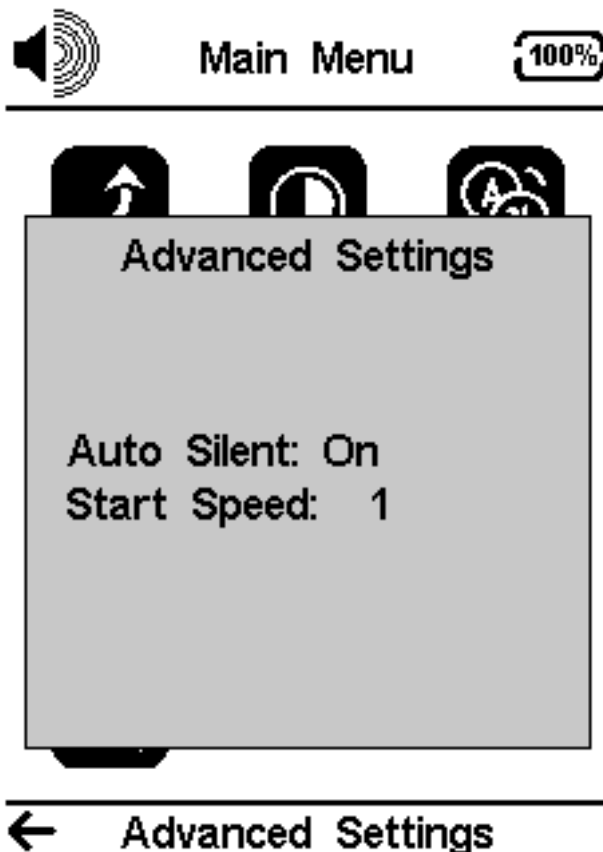 Main Menu
100%
A
Advanced Settings
Auto Silent: On
Start Speed: 1
Advanced Settings